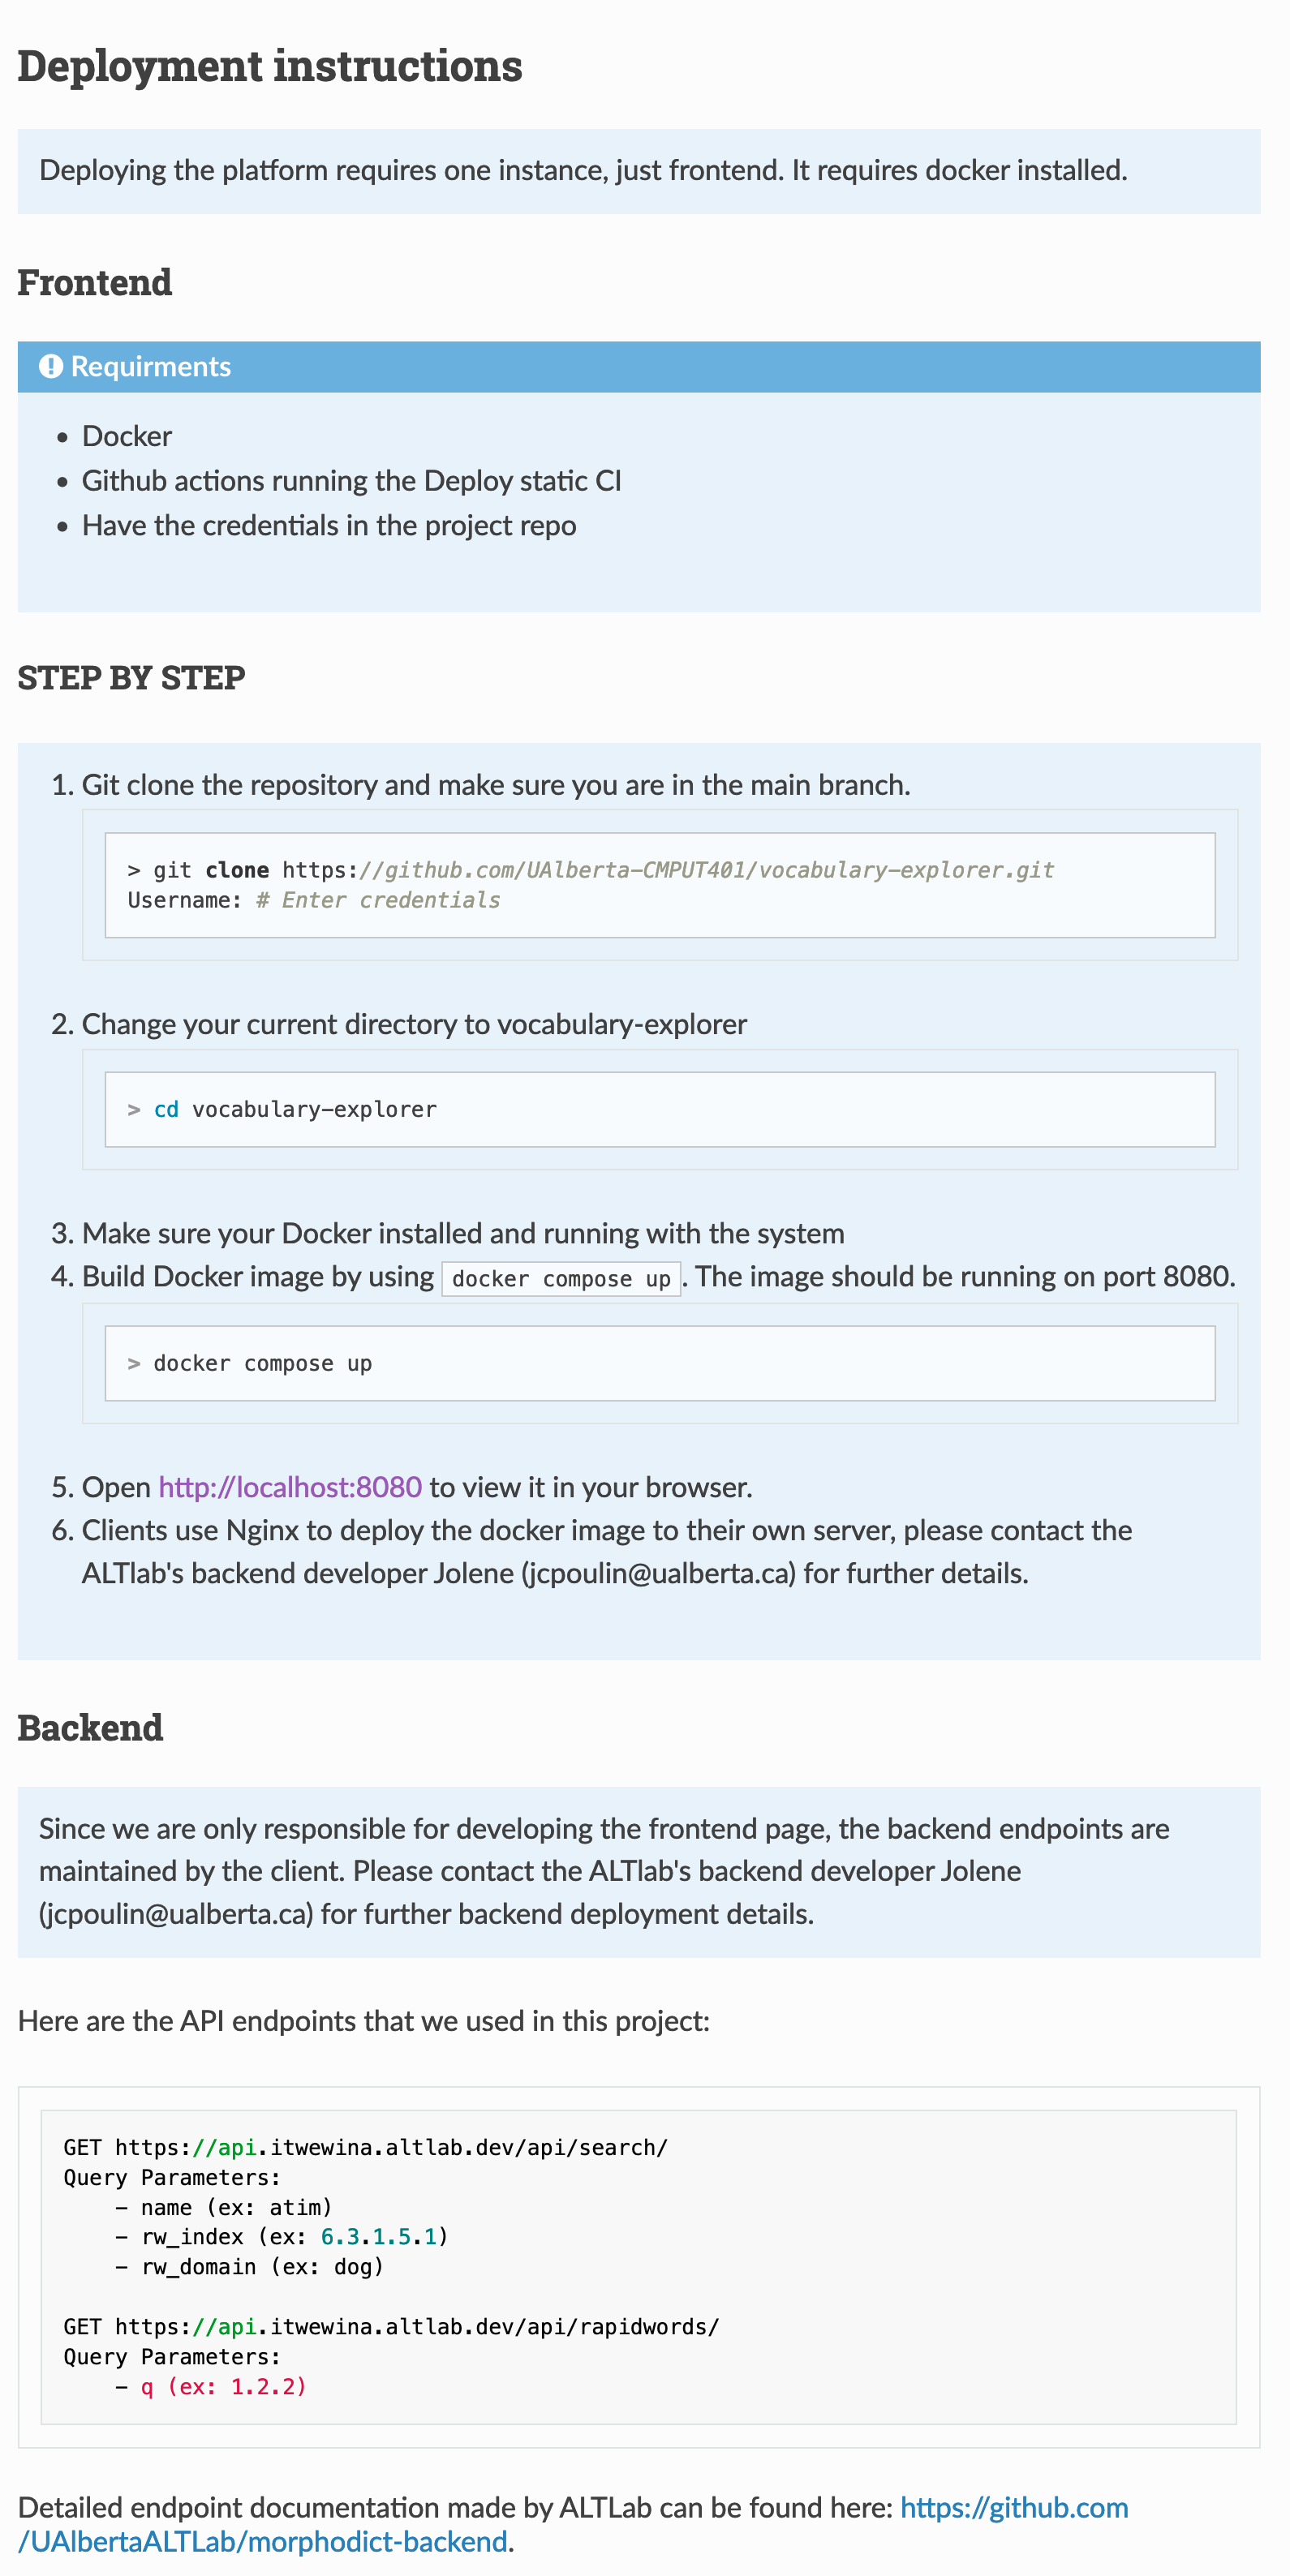 Deployment instructions
Deploying the platform requires one instance, just frontend. It requires docker installed.
Frontend
Requirments
• Docker
• Github actions running the Deploy static CI
• Have the credentials in the project repo
STEP BY STEP
1. Git clone the repository and make sure you are in the main branch.
> git clone https://github.com/UAlberta-CMPUT401/vocabulary-explorer.git
Username: # Enter credentials
2. Change your current directory to vocabulary-explorer
> cd vocabulary-explorer
3. Make sure your Docker installed and running with the system
4. Build Docker image by using docker compose up. The image should be running on port 8080.
> docker compose up
5. Open http://localhost:8080 to view it in your browser.
6. Clients use Nginx to deploy the docker image to their own server, please contact the
ALTlab's backend developer Jolene (jcpoulin@ualberta.ca) for further details.
Backend
Since we are only responsible for developing the frontend page, the backend endpoints are
maintained by the client. Please contact the ALTlab's backend developer Jolene
(jcpoulin@ualberta.ca) for further backend deployment details.
Here are the API endpoints that we used in this project:
GET https://api.itwewina.altlab.dev/api/search/
Query Parameters:
    – name (ex: atim)
    – rw_index (ex: 6.3.1.5.1)
    – rw_domain (ex: dog)
GET https://api.itwewina.altlab.dev/api/rapidwords/
Query Parameters:
    – q (ex: 1.2.2)
Detailed endpoint documentation made by ALTLab can be found here: https://github.com
/UAlbertaALTLab/morphodict-backend.